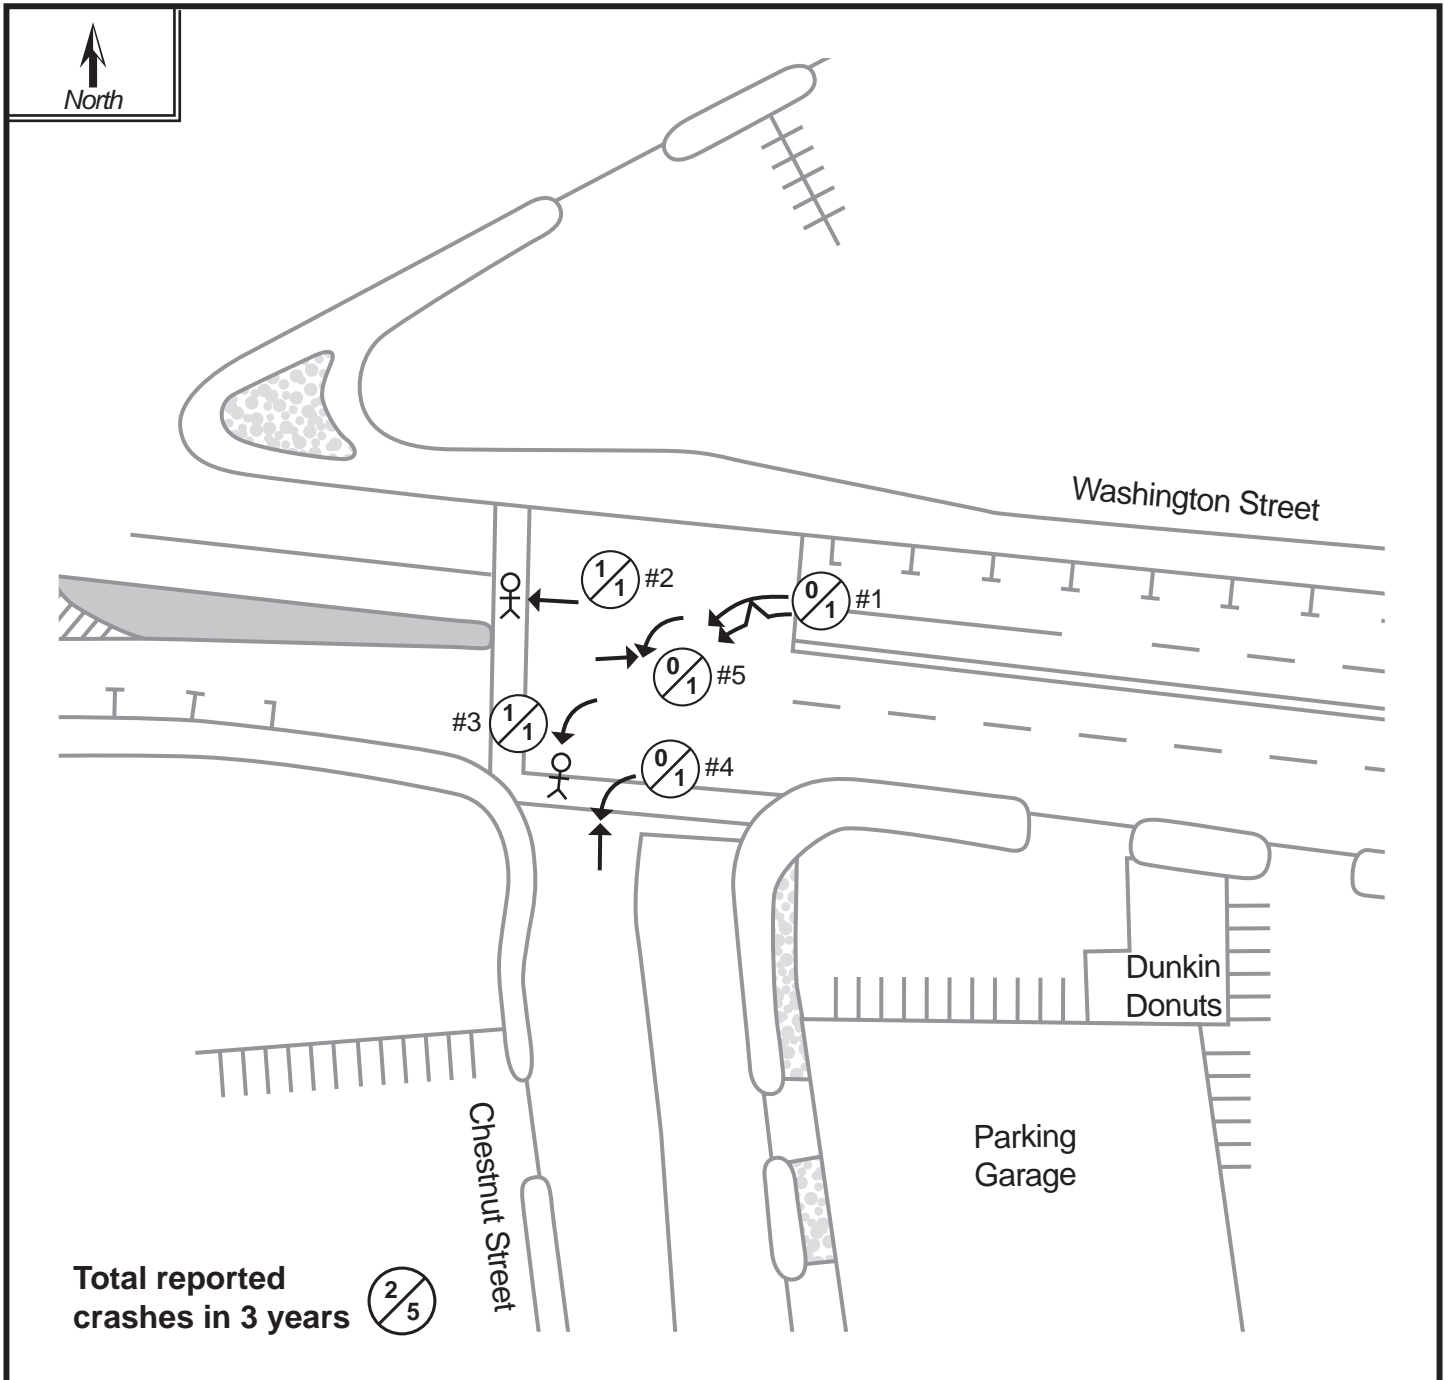 North
Washington Street
1/1 #2
0/1 #1
0/1 #5
#3 1/1
0/1 #4
Dunkin
Donuts
Parking
Garage
Chestnut Street
Total reported
crashes in 3 years 2/5